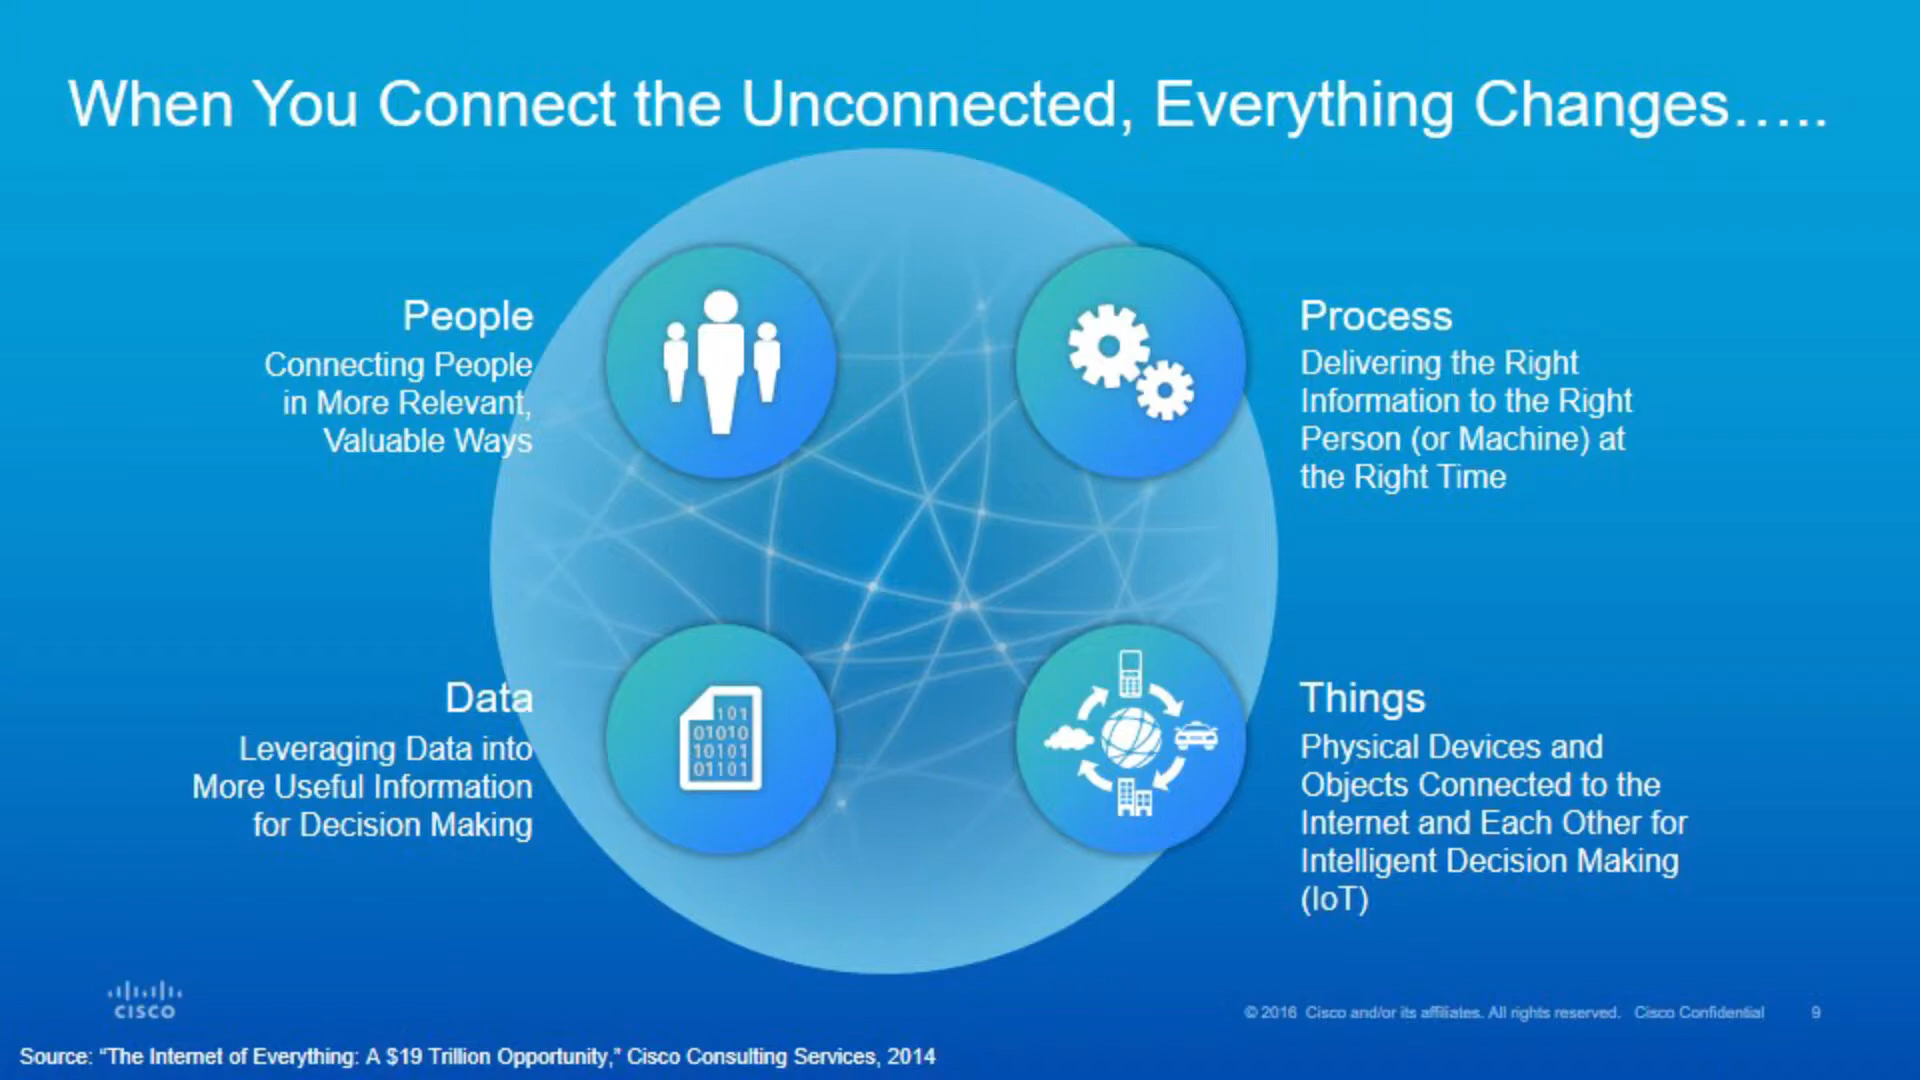 When You Connect the Unconnected, Everything Changes.....
People
Connecting People
in More Relevant,
Valuable Ways
Process
Delivering the Right
Information to the Right
Person (or Machine) at
the Right Time
Data
Leveraging Data into
More Useful Information
for Decision Making
101
01010
10101
01101
Things
Physical Devices and
Objects Connected to the
Internet and Each Other for
Intelligent Decision Making
(IoT)
CISCO
© 2016 Cisco and/or its affiliates. All rights reserved. Cisco Confidential 9
Source: “The Internet of Everything: A $19 Trillion Opportunity,” Cisco Consulting Services, 2014